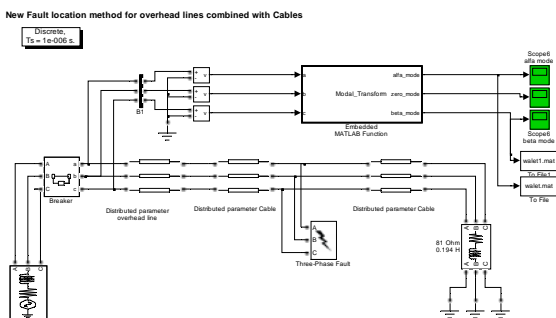 New Fault location method for overhead lines combined with Cables
Discrete,
Ts = 1e-006 s.
Scope6
alfa mode
+
-
v
a
alfa_mode
+
-
v
b
Modal_Transform
zero_mode
+
-
v
c
beta_mode
B1
Embedded
MATLAB Function
Scope6
beta mode
walet1.mat
To File1
walet.mat
To File
A
a
B
b
C
c
Breaker
Distributed parameter
overhead line
Distributed parameter Cable
Distributed parameter Cable
A
B
C
Three-Phase Fault
A B C
81 Ohm
0.194 H
A B C
A B C